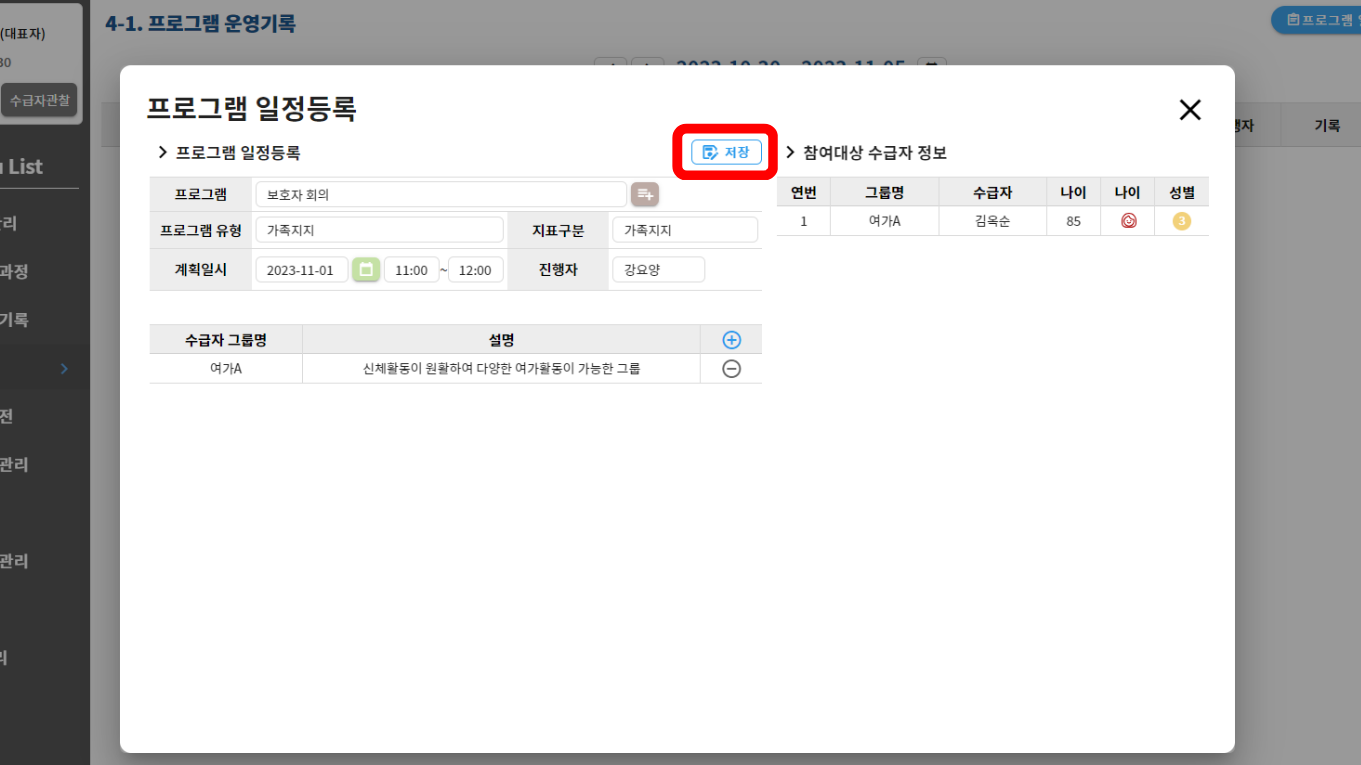 4-1. 프로그램 운영기록
프로그램
(대표자)
30
수급자관찰
List
기록
프로그램 일정등록
프로그램 일정등록
저장
참여대상 수급자 정보
프로그램 보호자 회의
프로그램 유형 가족지지 지표구분 가족지지
계획일시 2023-11-01 11:00 ~ 12:00 진행자 강요양
연번 그룹명 수급자 나이 나이 성별
1 여가A 김옥순 85 3
수급자 그룹명 설명
여가A 신체활동이 원활하여 다양한 여가활동이 가능한 그룹
과정
기록
전
관리
관리